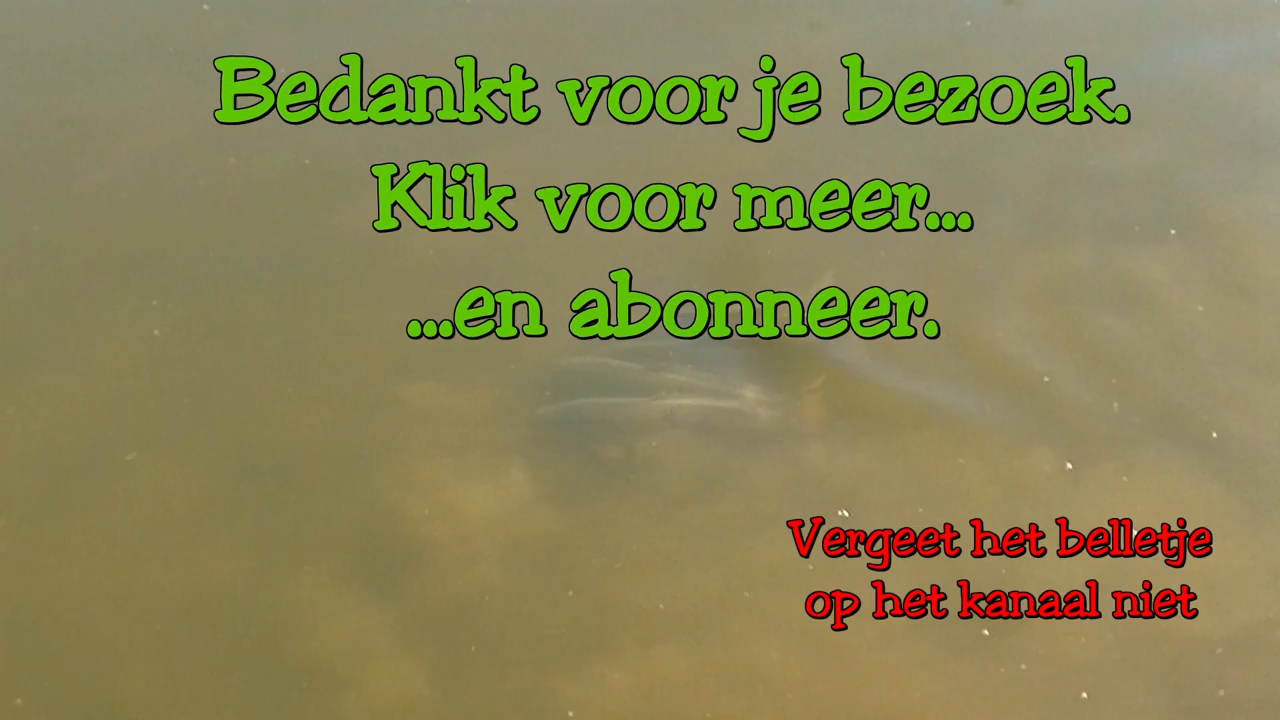 Bedankt voor je bezoek.
Klik voor meer...
...en abonneer.
Vergeet het belletje
op het kanaal niet